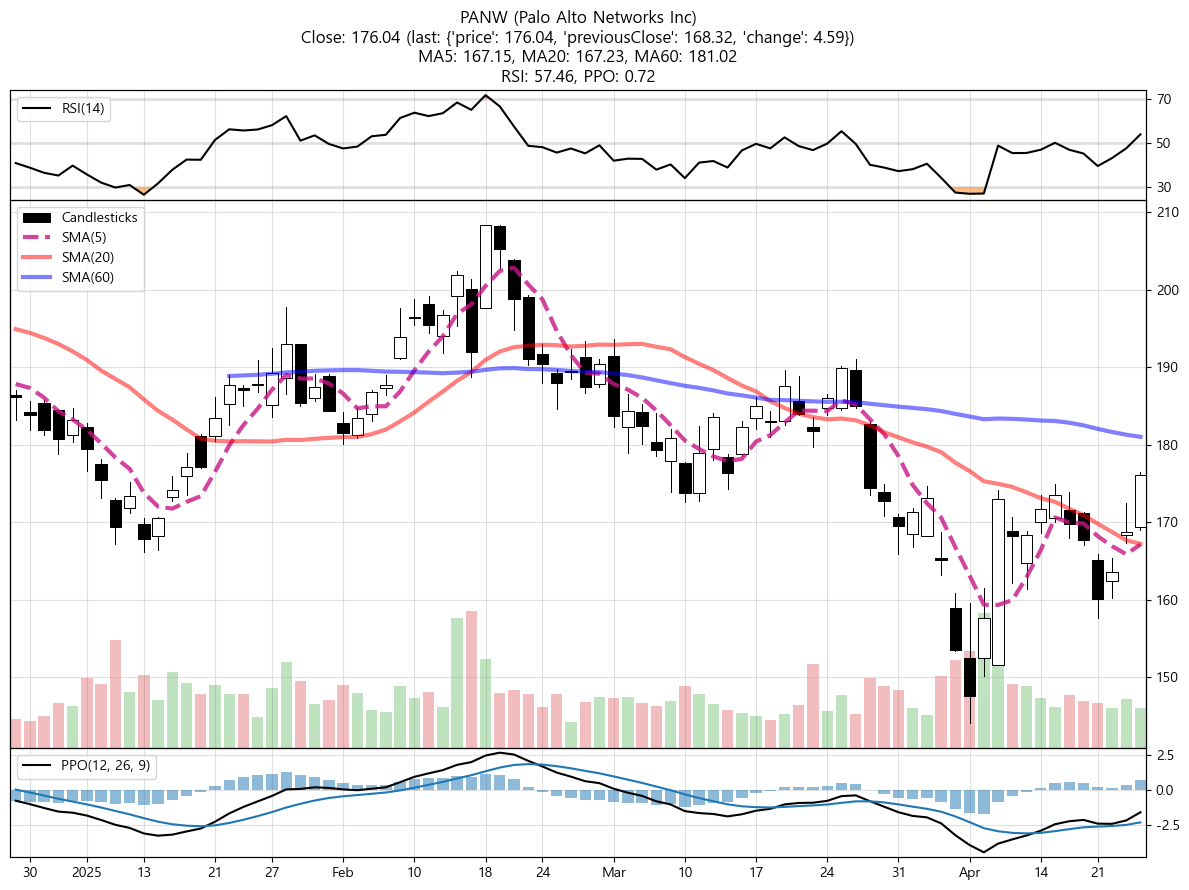 PANW (Palo Alto Networks Inc)
Close: 176.04 (last: {'price': 176.04, 'previousClose': 168.32, 'change': 4.59})
MA5: 167.15, MA20: 167.23, MA60: 181.02
RSI: 57.46, PPO: 0.72
RSI(14)
70
50
30
Candlesticks
SMA(5)
SMA(20)
SMA(60)
210
200
190
180
170
160
150
PPO(12, 26, 9)
2.5
0.0
−2.5
30 2025 13 21 27 Feb 10 18 24 Mar 10 17 24 31 Apr 14 21